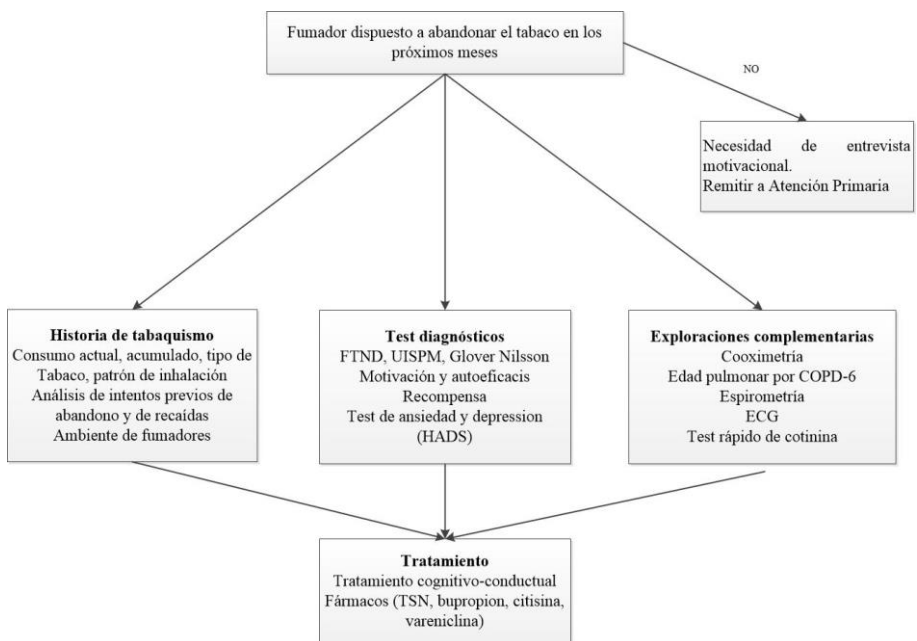 Fumador dispuesto a abandonar el tabaco en los
próximos meses
NO
Necesidad de entrevista
motivacional.
Remitir a Atención Primaria
Historia de tabaquismo
Consumo actual, acumulado, tipo de
Tabaco, patrón de inhalación
Análisis de intentos previos de
abandono y de recaídas
Ambiente de fumadores
Test diagnósticos
FTND, UISPM, Glover Nilsson
Motivación y autoeficacis
Recompensa
Test de ansiedad y depression
(HADS)
Exploraciones complementarias
Cooximetría
Edad pulmonar por COPD-6
Espirometría
ECG
Test rápido de cotinina
Tratamiento
Tratamiento cognitivo-conductual
Fármacos (TSN, bupropion, citisina,
vareniclina)